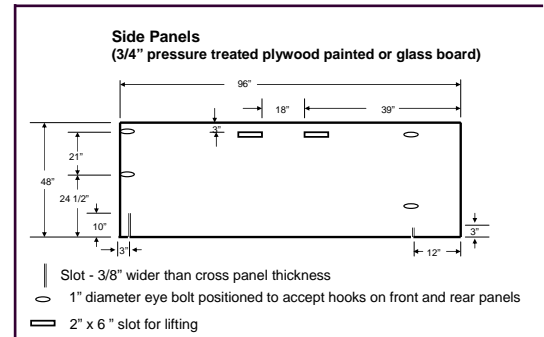 Side Panels
(3/4” pressure treated plywood painted or glass board)
96”
18”
39”
3”
21”
48”
24 1/2”
10”
3”
3”
12”
Slot - 3/8” wider than cross panel thickness
1” diameter eye bolt positioned to accept hooks on front and rear panels
2” x 6 ” slot for lifting